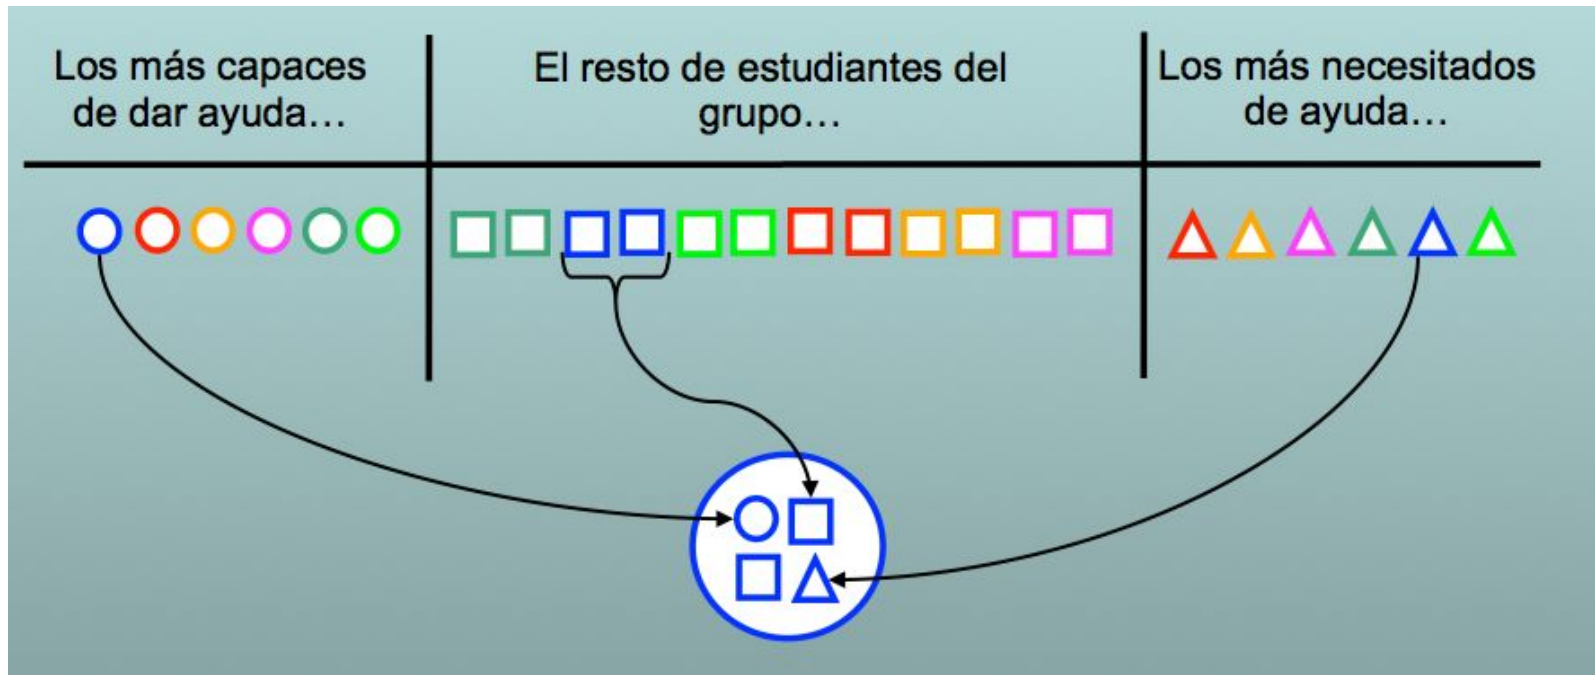 Los más capaces
de dar ayuda…
El resto de estudiantes del
grupo…
Los más necesitados
de ayuda…